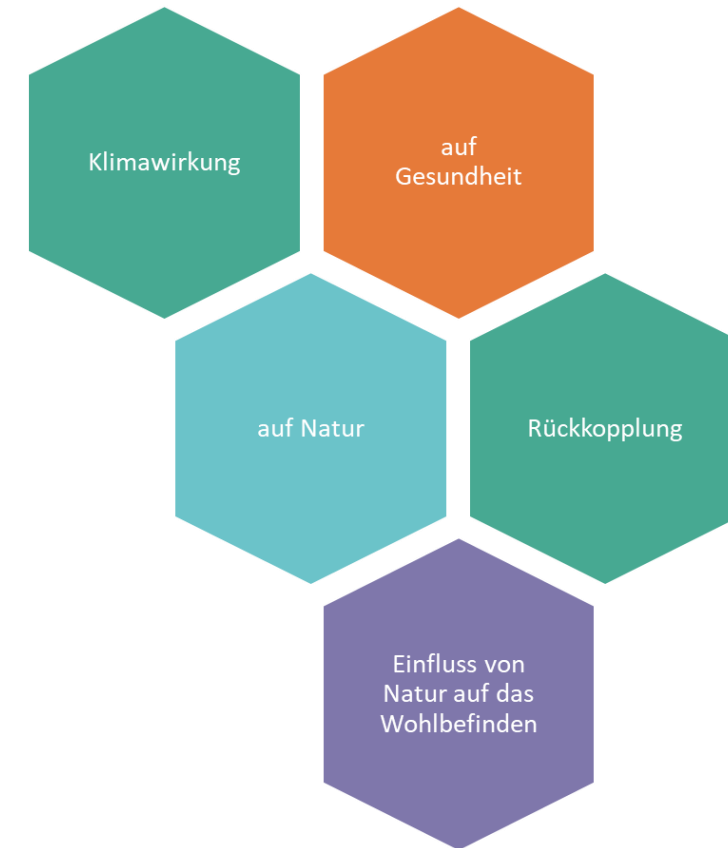 Klimawirkung
auf
Gesundheit
auf Natur
Rückkopplung
Einfluss von
Natur auf das
Wohlbefinden